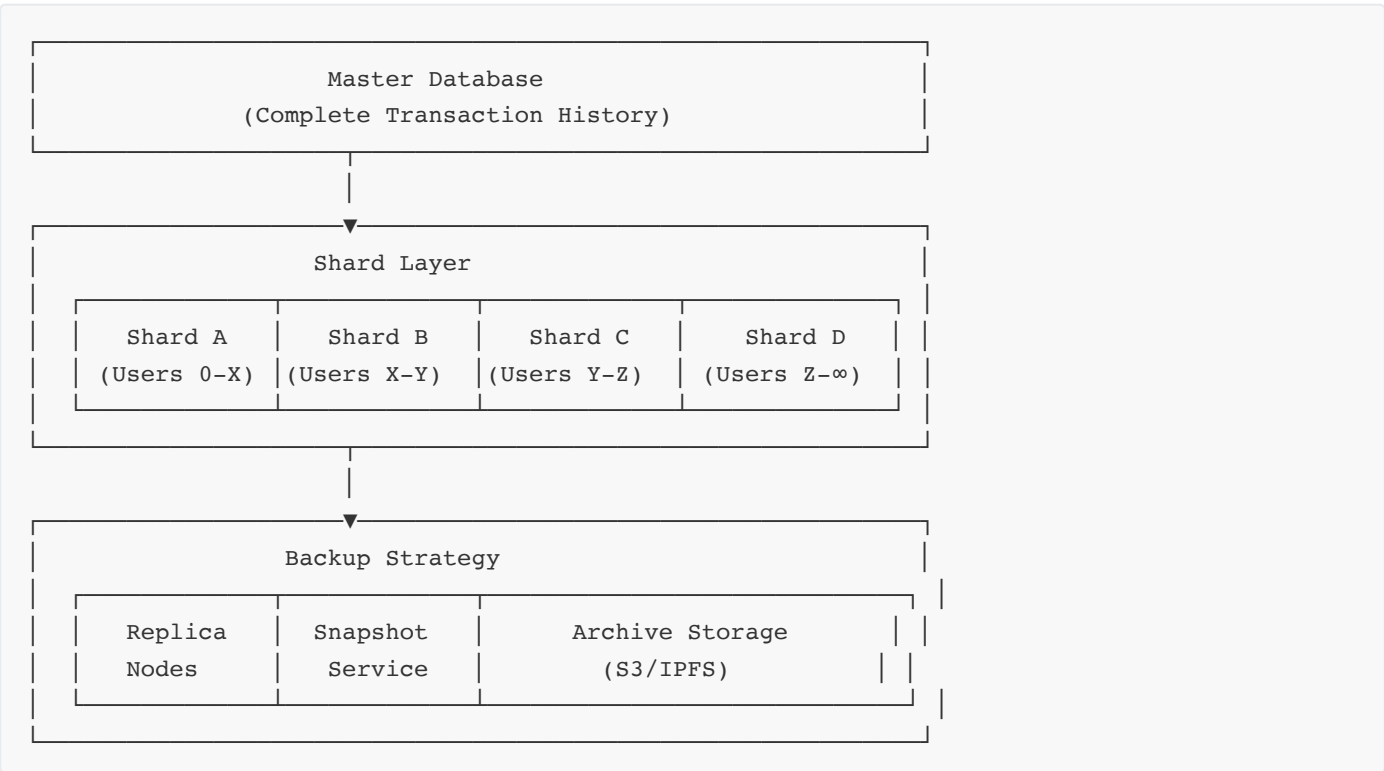 Master Database
(Complete Transaction History)
Shard Layer
Shard A Shard B Shard C Shard D
(Users 0-X) (Users X-Y) (Users Y-Z) (Users Z-∞)
Backup Strategy
Replica Snapshot Archive Storage
Nodes Service (S3/IPFS)